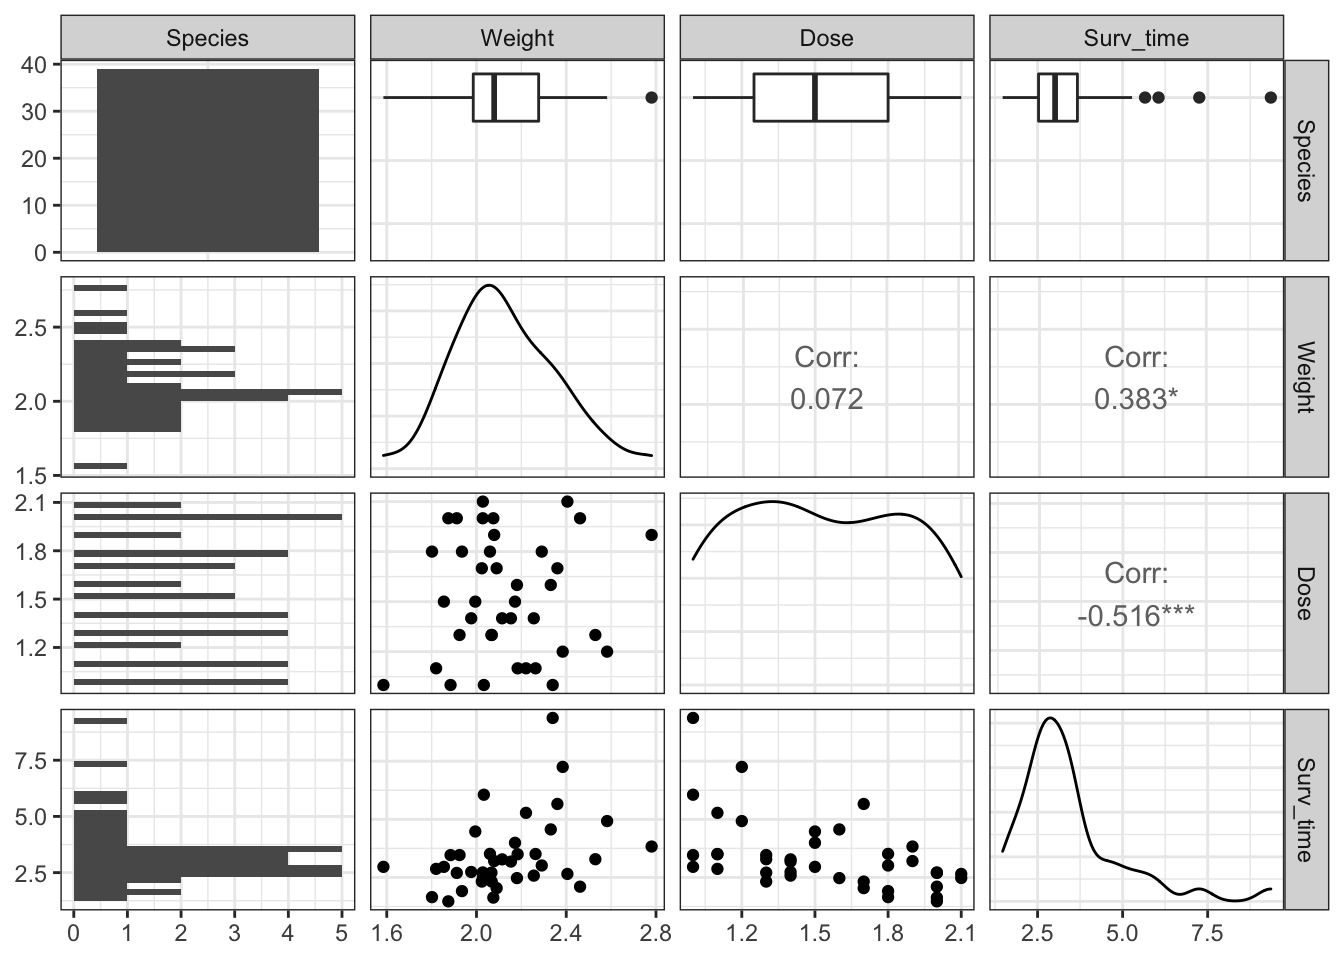 Species Weight Dose Surv_time
40
30
20
10
0
Species
2.5
2.0
1.5
Corr:
0.072
Corr:
0.383*
Weight
2.1
1.8
1.5
1.2
Corr:
-0.516***
Dose
7.5
5.0
2.5
Surv_time
0 1 2 3 4 5 1.6 2.0 2.4 2.8 1.2 1.5 1.8 2.1 2.5 5.0 7.5